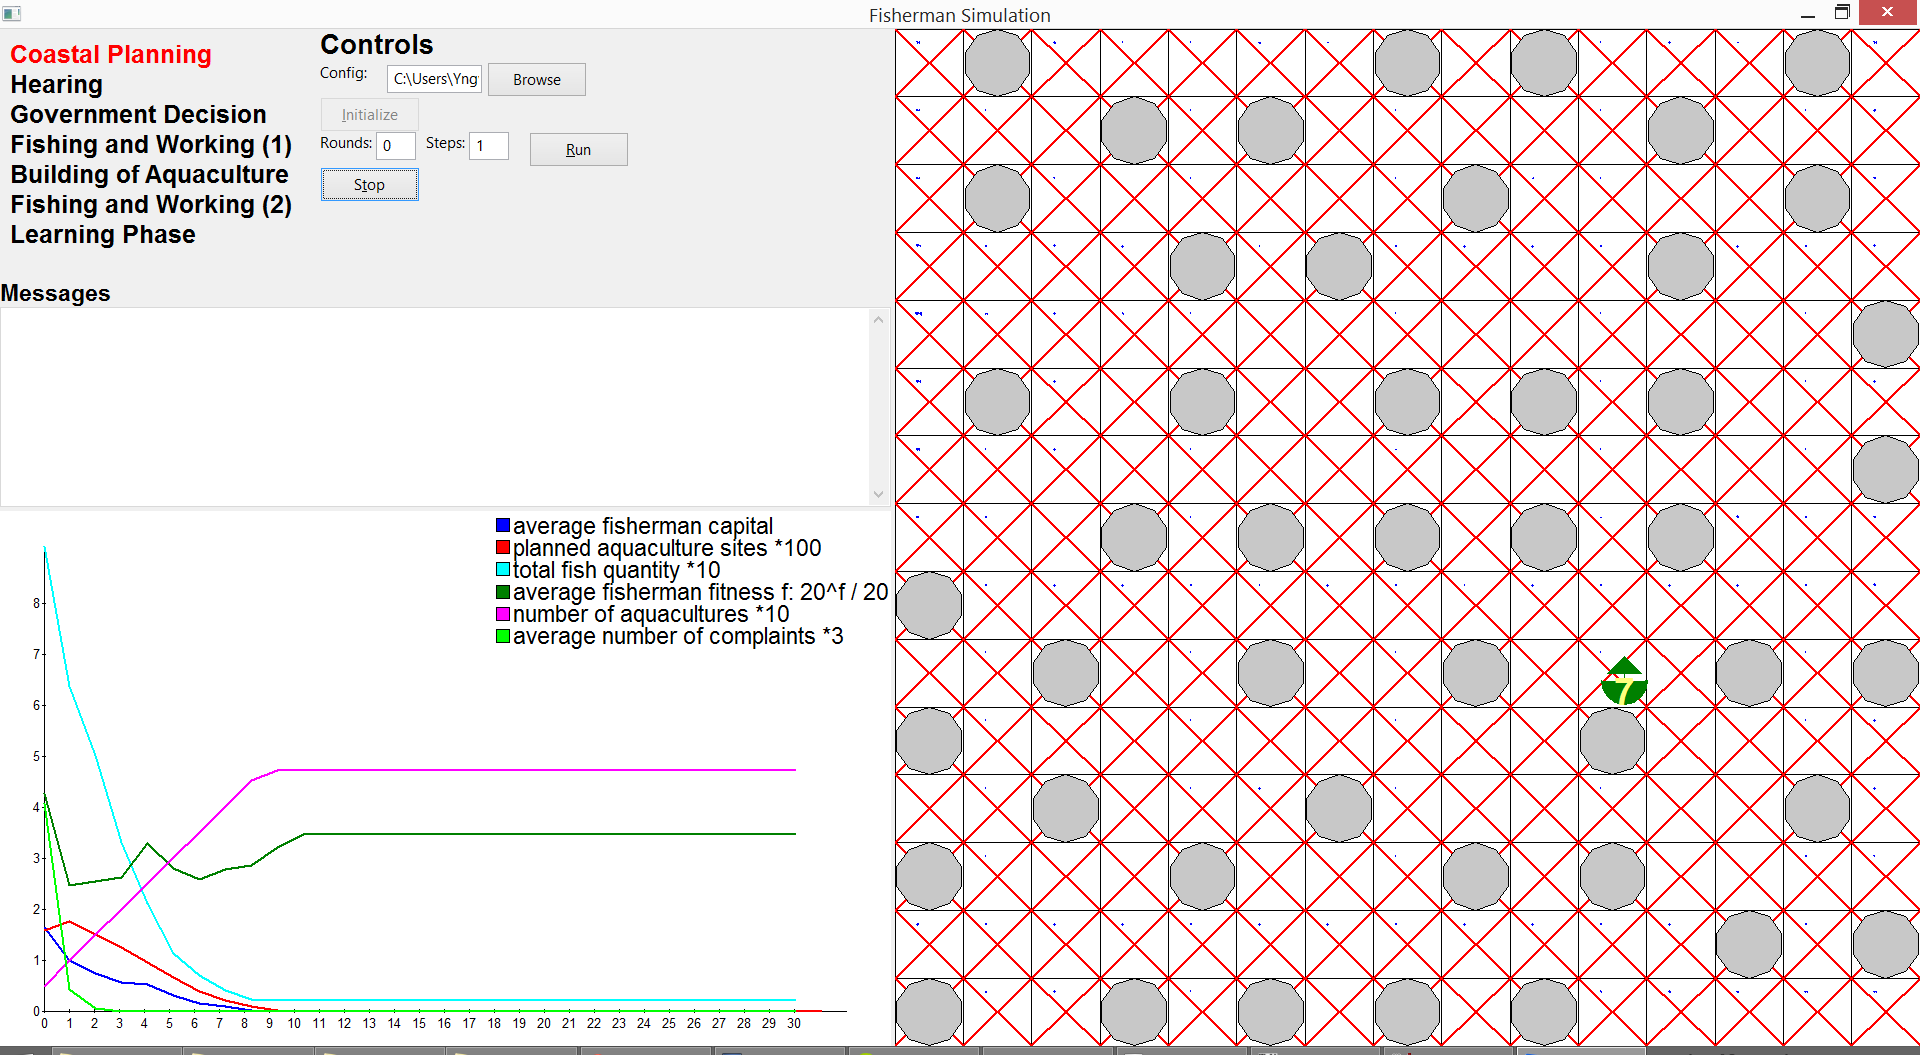 Fisherman Simulation
Coastal Planning
Hearing
Government Decision
Fishing and Working (1)
Building of Aquaculture
Fishing and Working (2)
Learning Phase
Controls
Config: C:\Users\Yng Browse
Initialize
Rounds: 0 Steps: 1 Run
Stop
Messages
average fisherman capital
planned aquaculture sites *100
total fish quantity *10
average fisherman fitness f: 20^f / 20
number of aquacultures *10
average number of complaints *3
8
7
6
5
4
3
2
1
0
0 1 2 3 4 5 6 7 8 9 10 11 12 13 14 15 16 17 18 19 20 21 22 23 24 25 26 27 28 29 30
7